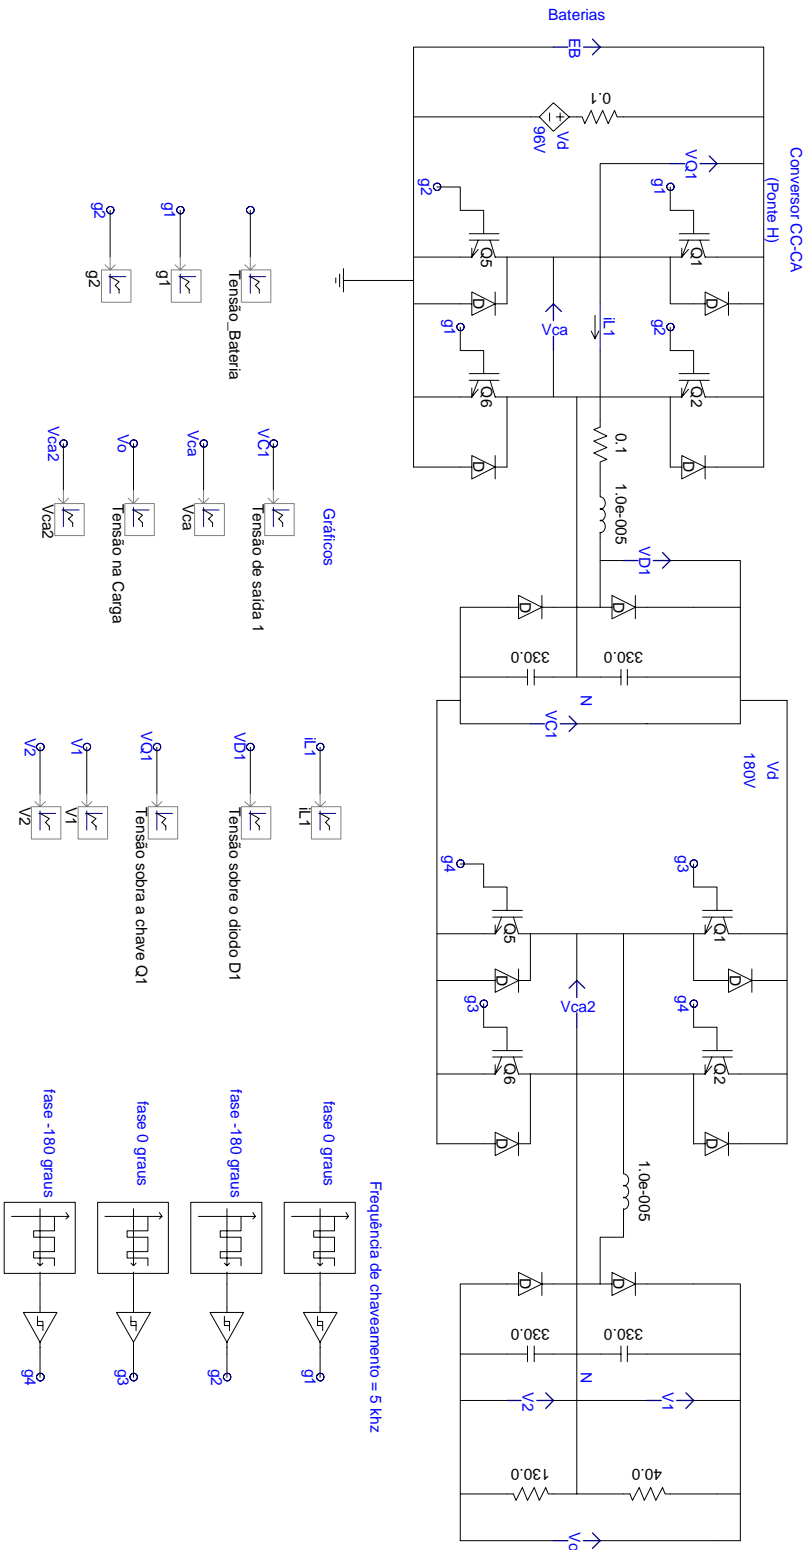 Baterias
EB
Vd
96V
0.1
Conversor CC-CA
(Ponte H)
VQ1
g1
Q1
D
g2
Q5
D
g2
Q2
D
g1
Q6
D
Vca
iL1
0.1
1.0e-005
VD1
D
D
330.0
330.0
N
VC1
Vd
180V
g3
Q1
D
g4
Q5
D
g4
Q2
D
g3
Q6
D
Vca2
1.0e-005
D
D
330.0
330.0
N
V1
V2
40.0
130.0
Tensão_Bateria
g1
g1
g2
g2
Gráficos
VC1
Tensão de saída 1
Vca
Vca
Vo
Tensão na Carga
Vca2
Vca2
iL1
iL1
VD1
Tensão sobre o diodo D1
VQ1
Tensão sobra a chave Q1
V1
V1
V2
V2
Frequência de chaveamento = 5 khz
fase 0 graus
g1
fase -180 graus
g2
fase 0 graus
g3
fase -180 graus
g4